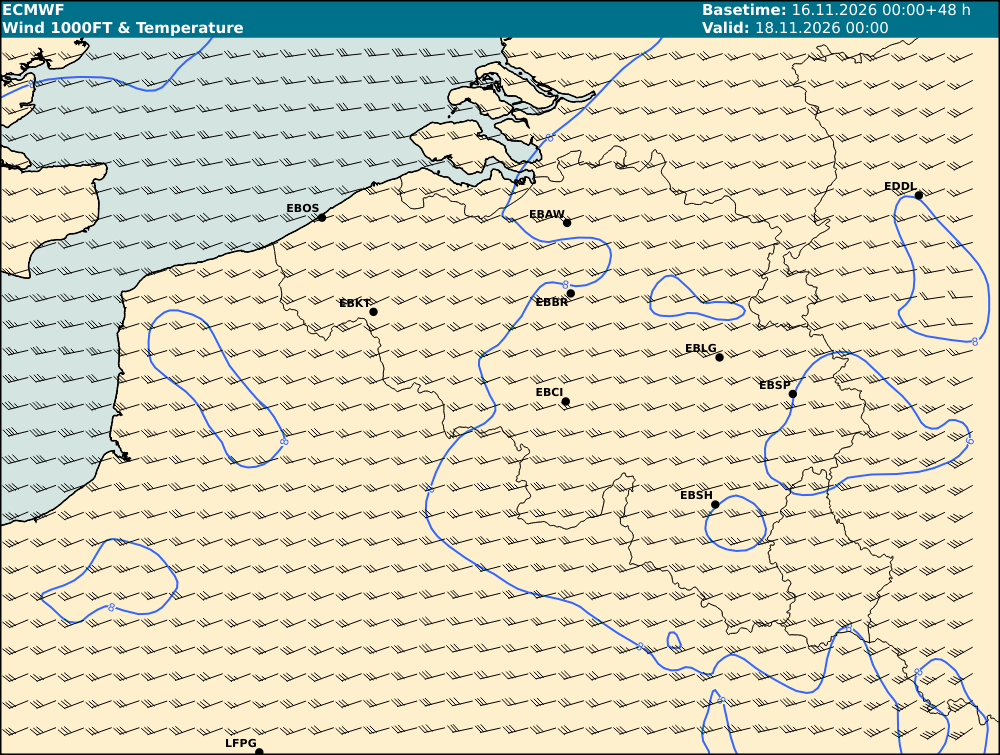 ECMWF
Basetime: 16.11.2026 00:00+48 h
Wind 1000FT & Temperature
Valid: 18.11.2026 00:00
8
EDDL
EBOS
EBAW
8
EBBR
EBKT
8
EBLG
EBSP
EBCI
8
6
EBSH
8
8
8
LFPG